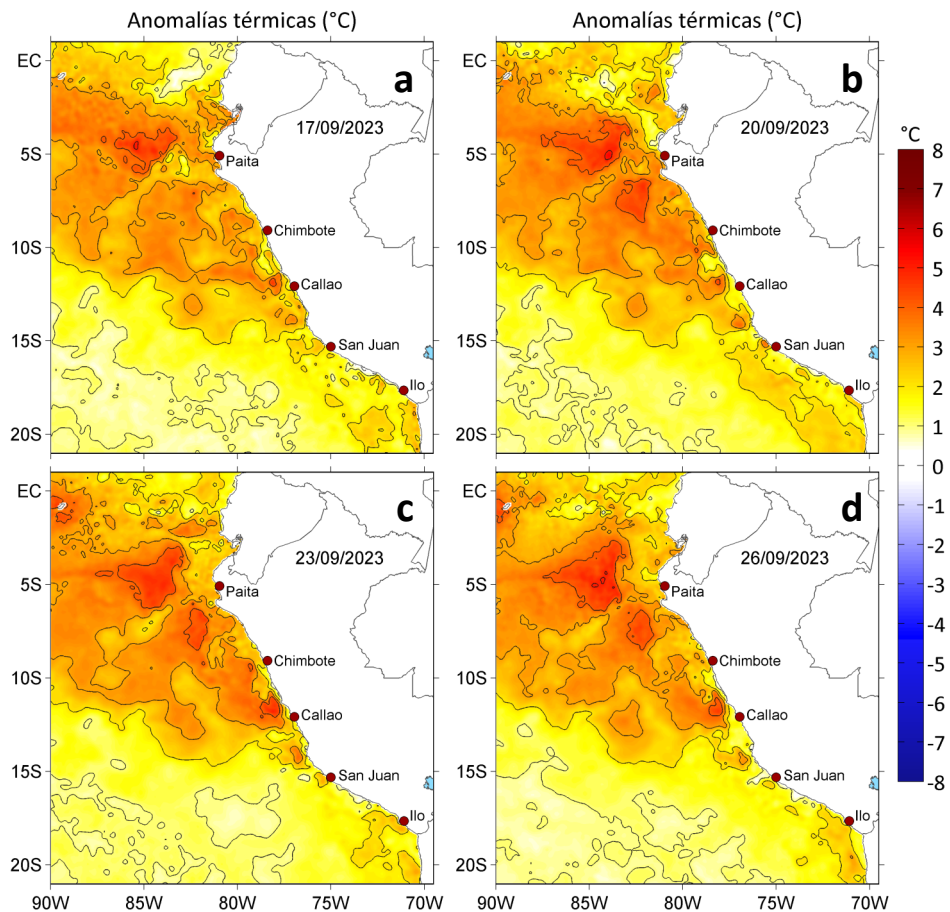 Anomalías térmicas (°C)
Anomalías térmicas (°C)
EC
5S
10S
15S
20S
a
17/09/2023
Paita
Chimbote
Callao
San Juan
Ilo
EC
5S
10S
15S
20S
b
20/09/2023
Paita
Chimbote
Callao
San Juan
Ilo
EC
5S
10S
15S
20S
c
23/09/2023
Paita
Chimbote
Callao
San Juan
Ilo
90W 85W 80W 75W 70W
EC
5S
10S
15S
20S
d
26/09/2023
Paita
Chimbote
Callao
San Juan
Ilo
90W 85W 80W 75W 70W
°C
8
7
6
5
4
3
2
1
0
-1
-2
-3
-4
-5
-6
-7
-8